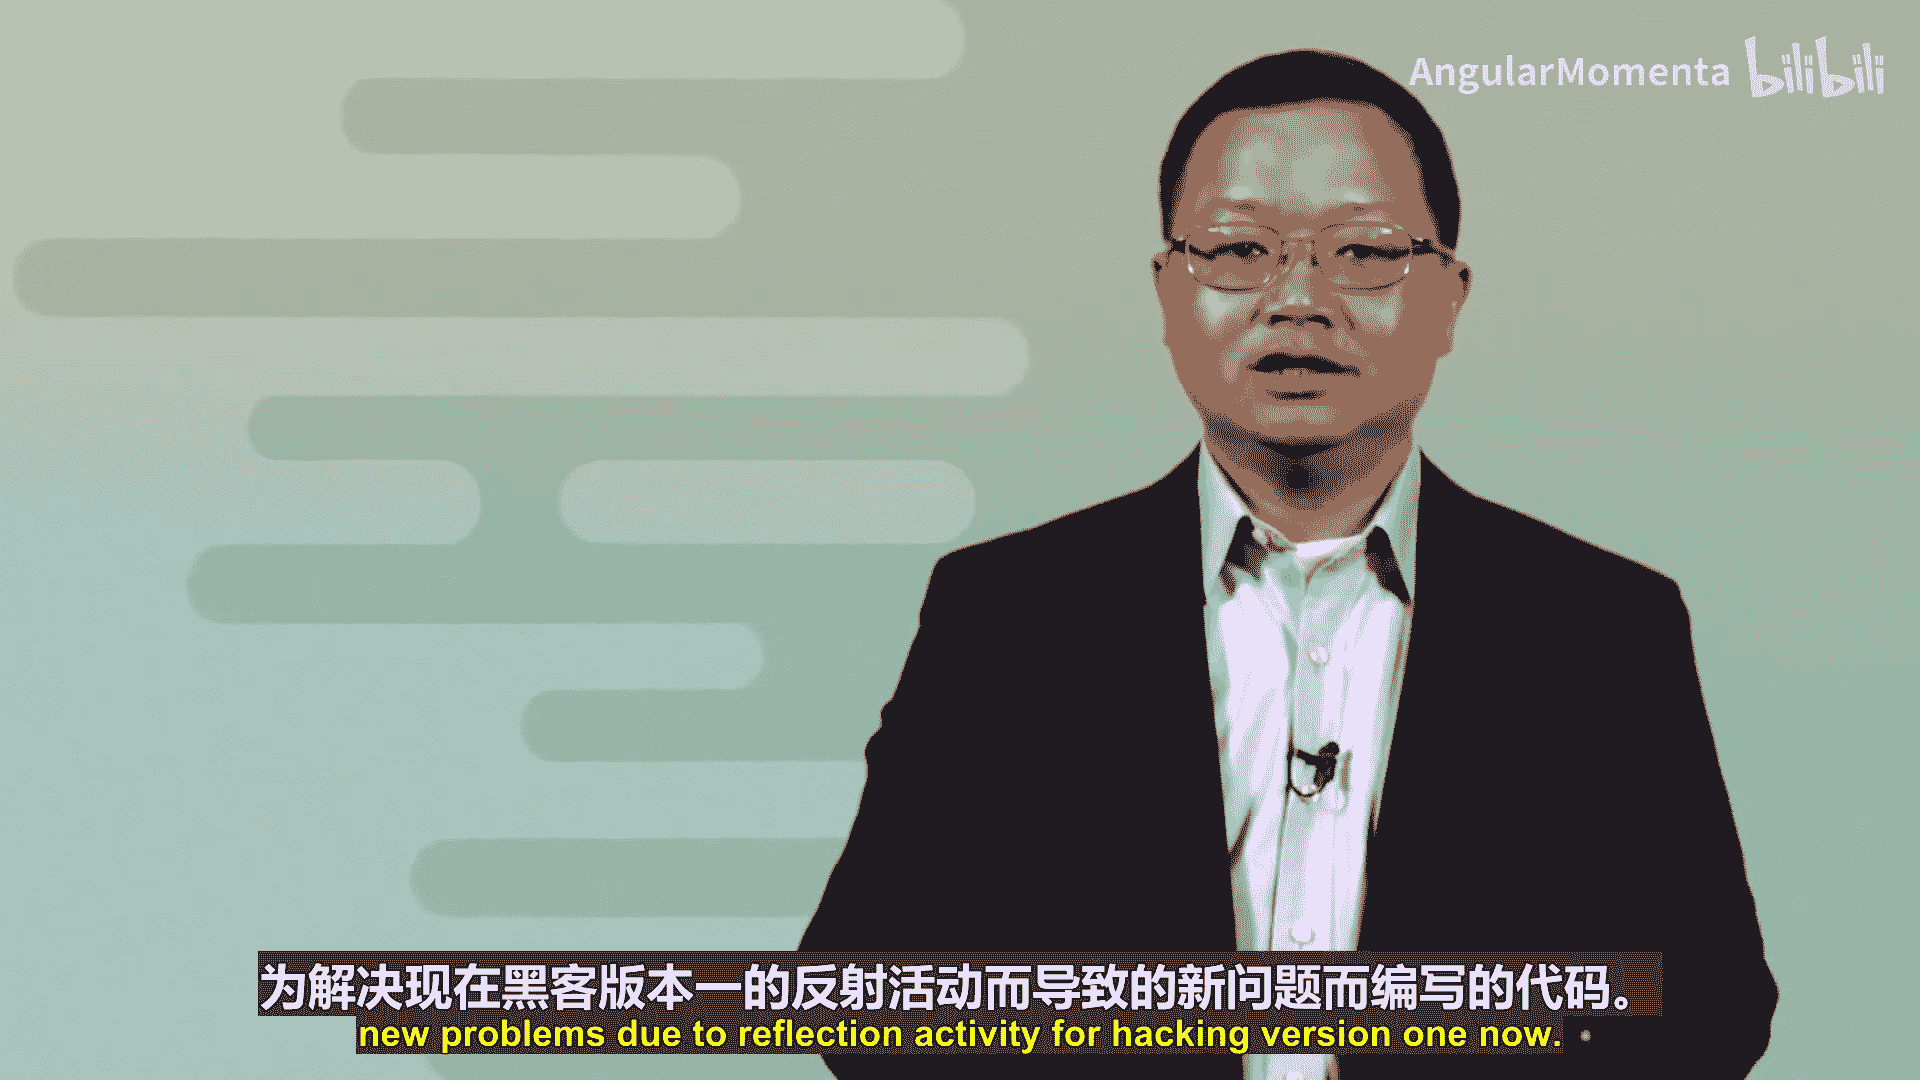 AngularMomenta bilibili
为解决现在黑客版本一的反射活动而导致的新问题而编写的代码。
new problems due to reflection activity for hacking version one now.